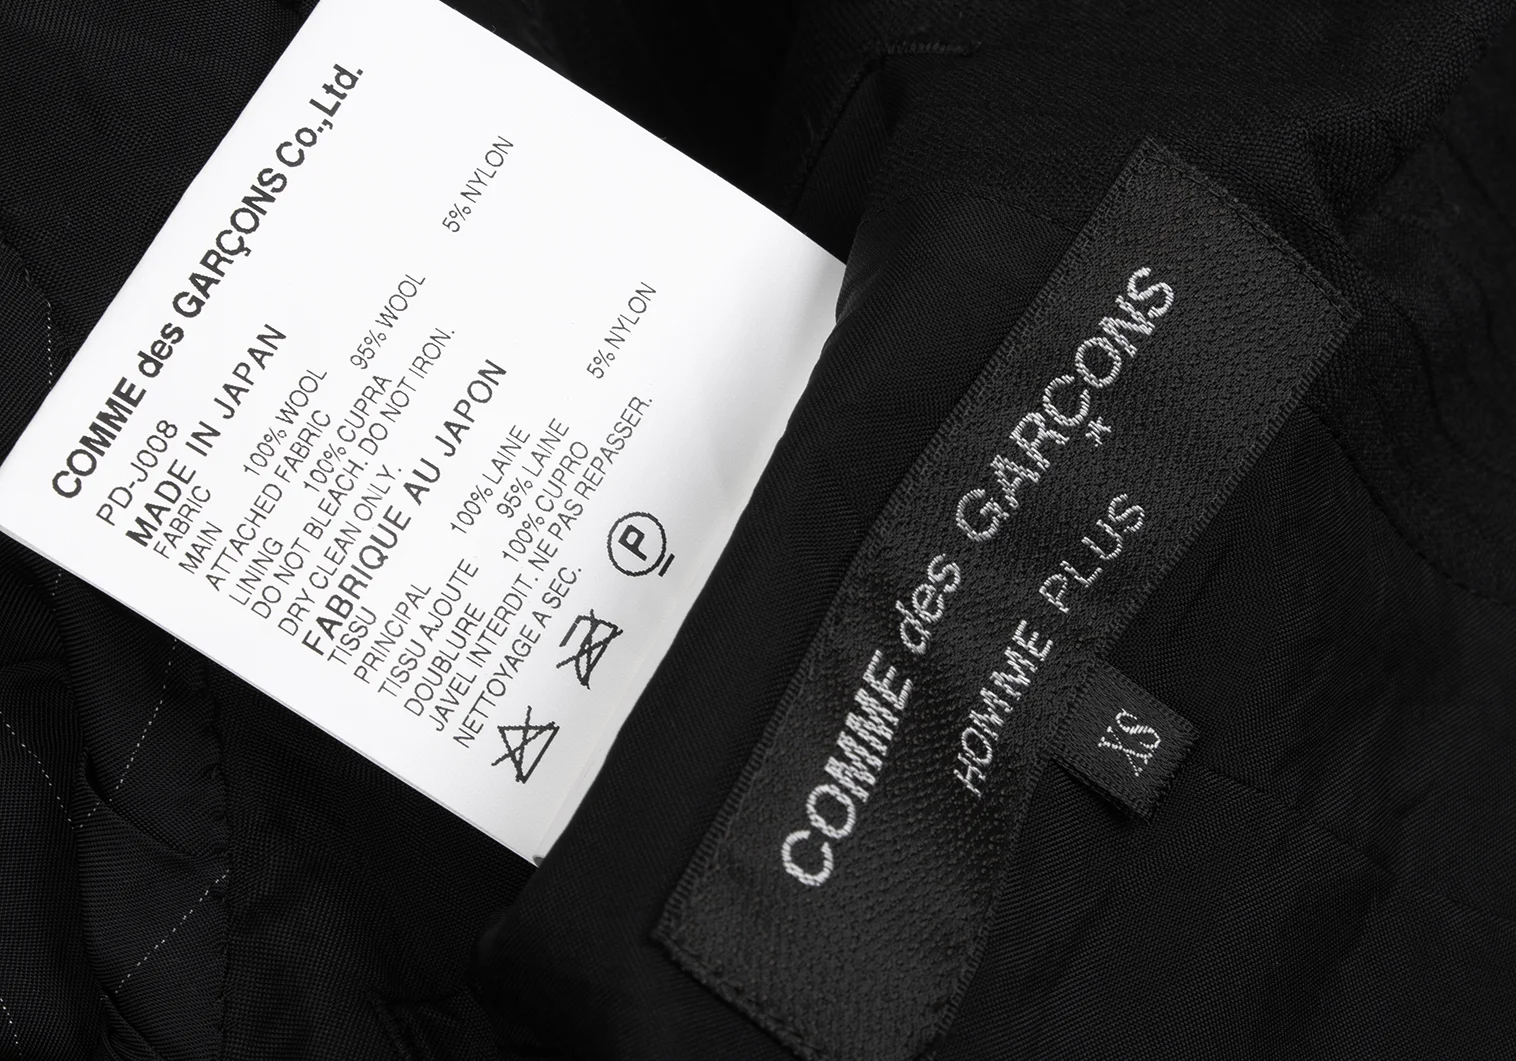 COMME des GARÇONS Co.,Ltd.
PD-J008
MADE IN JAPAN
FABRIC
MAIN 100% WOOL
ATTACHED FABRIC 95% WOOL 5% NYLON
LINING 100% CUPRA
DO NOT BLEACH. DO NOT IRON.
DRY CLEAN ONLY.
FABRIQUE AU JAPON
TISSU
PRINCIPAL 100% LAINE
TISSU AJOUTE 95% LAINE 5% NYLON
DOUBLURE 100% CUPRO
JAVEL INTERDIT. NE PAS REPASSER.
NETTOYAGE A SEC.
P
COMME des GARÇONS
HOMME PLUS
XS